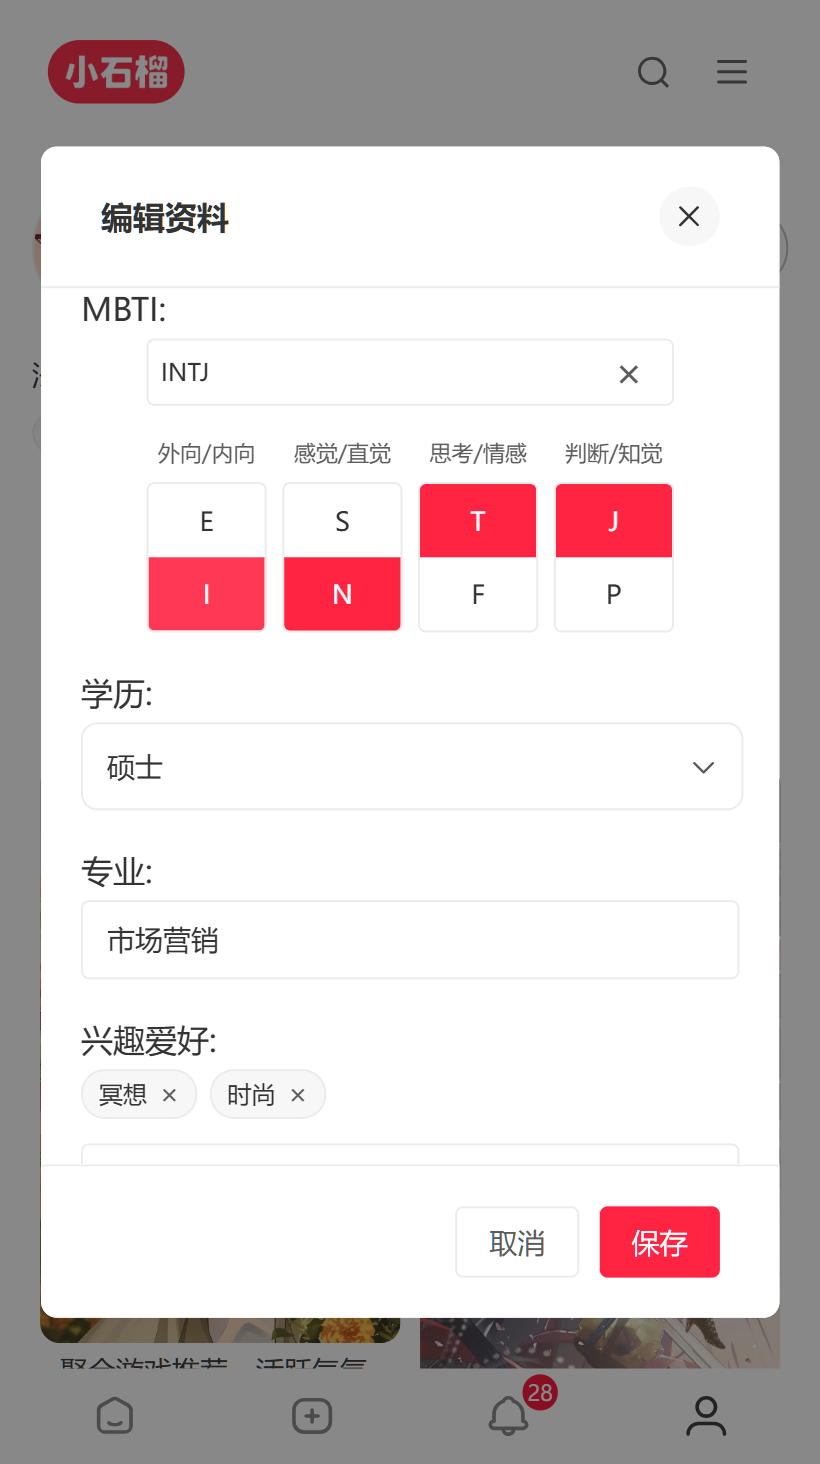 小石榴
编辑资料
MBTI:
INTJ
外向/内向 感觉/直觉 思考/情感 判断/知觉
E S T J
I N F P
学历:
硕士
专业:
市场营销
兴趣爱好:
冥想 × 时尚 ×
取消 保存
28